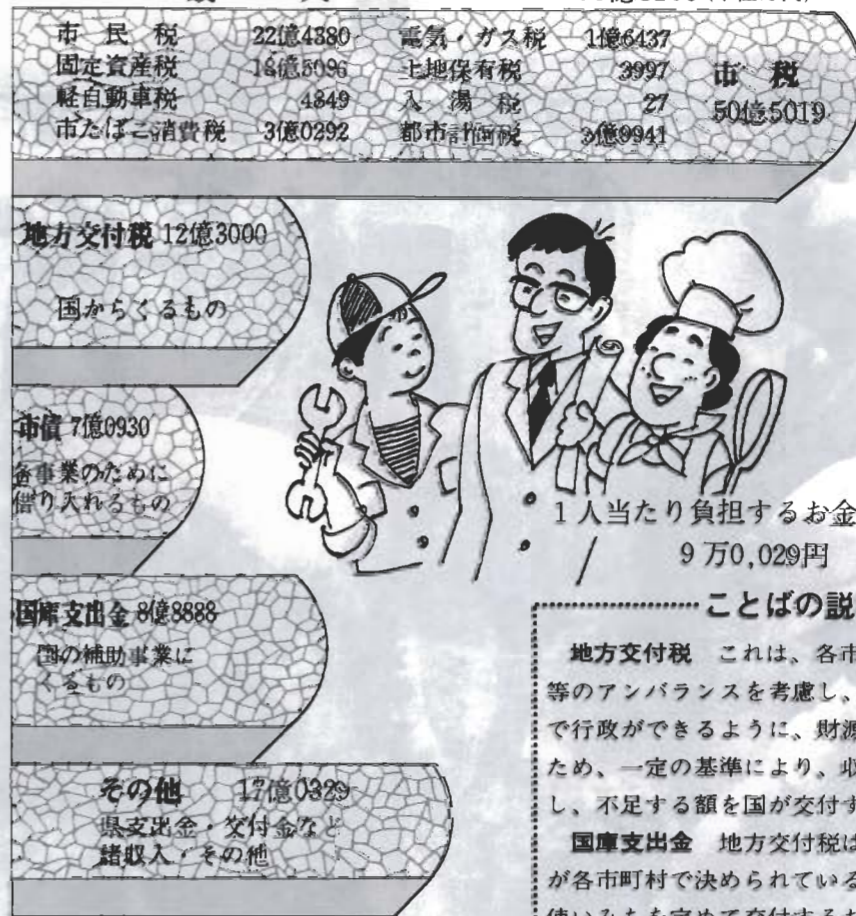 市民税 22億4380 電気・ガス税 1億6437
固定資産税 18億5096 土地保有税 3997
軽自動車税 4849 入湯税 27
市たばこ消費税 3億0292 都市計画税 3億9941
市税
50億5019
地方交付税 12億3000
国からくるもの
市債 7億0930
各事業のために
借り入れるもの
国庫支出金 8億8888
国の補助事業に
くるもの
その他 17億0329
県支出金・交付金など
諸収入・その他
1人当たり負担するお金
9万0,029円
ことばの説
地方交付税 これは、各市
等のアンバランスを考慮し、
で行政ができるように、財源
ため、一定の基準により、収
し、不足する額を国が交付す
国庫支出金 地方交付税は
が各市町村で決められている